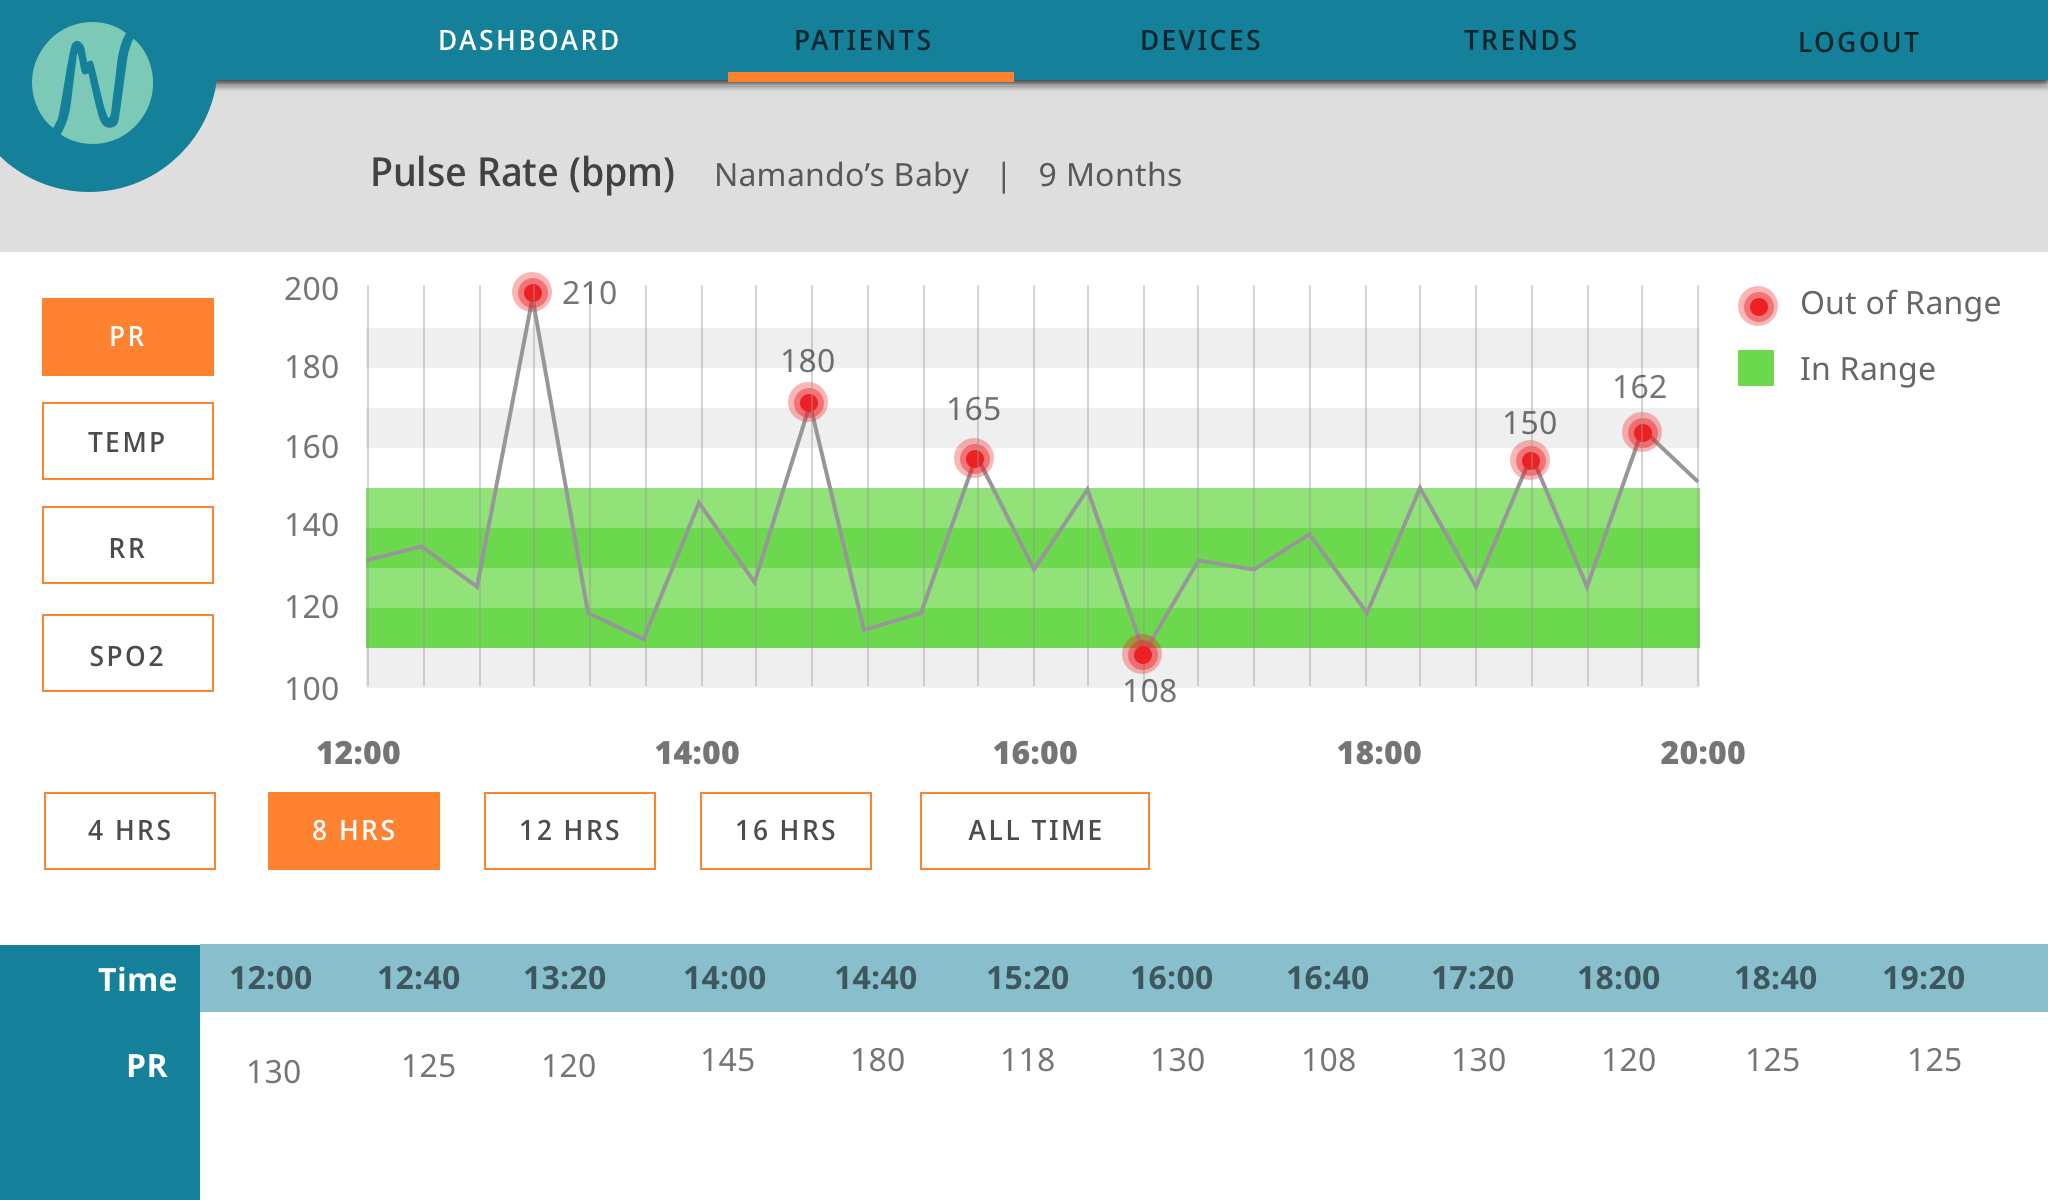 DASHBOARD PATIENTS DEVICES TRENDS LOGOUT
Pulse Rate (bpm) Namando’s Baby | 9 Months
PR
TEMP
RR
SPO2
200
180
160
140
120
100
210
180
165
108
150
162
Out of Range
In Range
12:00 14:00 16:00 18:00 20:00
4 HRS 8 HRS 12 HRS 16 HRS ALL TIME
Time 12:00 12:40 13:20 14:00 14:40 15:20 16:00 16:40 17:20 18:00 18:40 19:20
PR 130 125 120 145 180 118 130 108 130 120 125 125